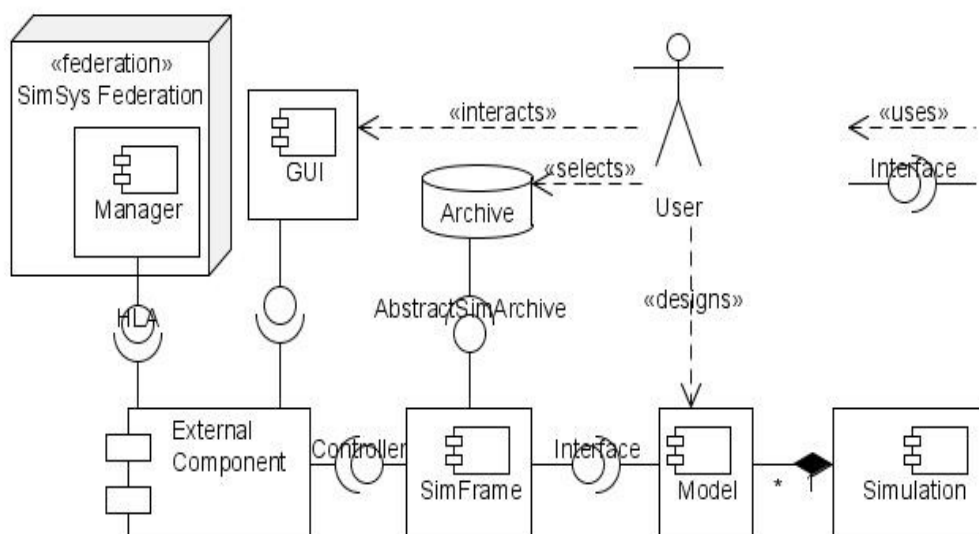 «federation»
SimSys Federation
Manager
GUI
«interacts»
«selects»
Archive
User
«uses»
Interface
HLA
AbstractSimArchive
«designs»
External
Component
Controller
SimFrame
Interface
Model
* 1
Simulation